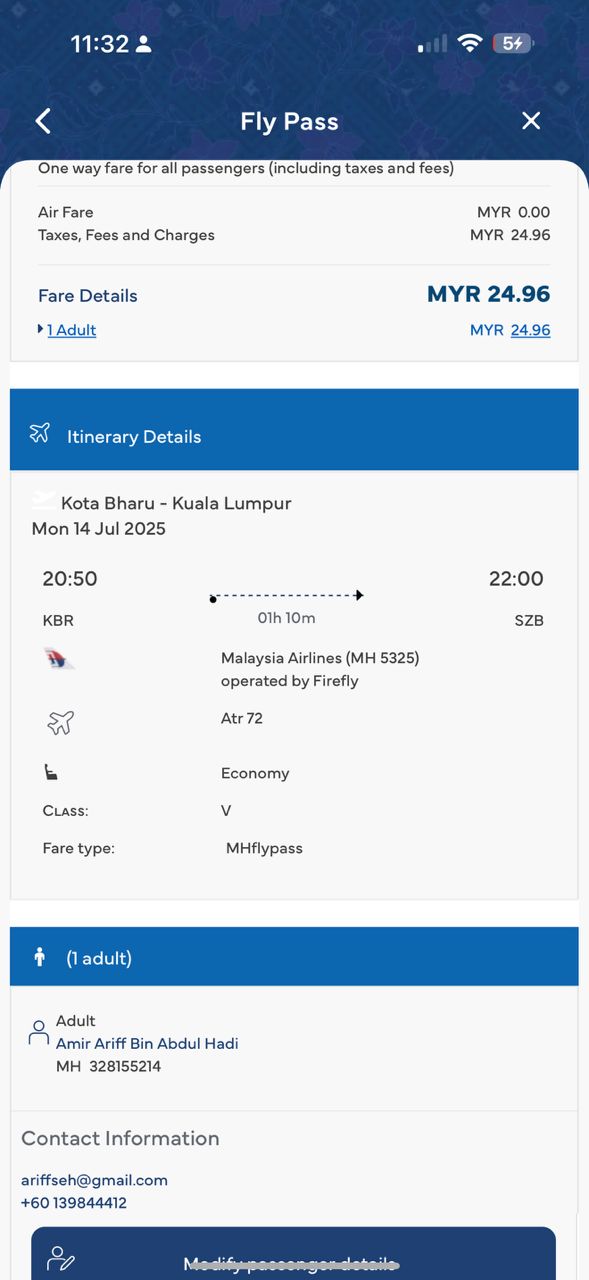 11:32
5
Fly Pass
One way fare for all passengers (including taxes and fees)
Air Fare MYR 0.00
Taxes, Fees and Charges MYR 24.96
Fare Details MYR 24.96
1 Adult MYR 24.96
Itinerary Details
Kota Bharu - Kuala Lumpur
Mon 14 Jul 2025
20:50 22:00
01h 10m
KBR SZB
Malaysia Airlines (MH 5325)
operated by Firefly
Atr 72
Economy
CLASS: V
Fare type: MHflypass
(1 adult)
Adult
Amir Ariff Bin Abdul Hadi
MH 328155214
Contact Information
ariffseh@gmail.com
+60 139844412
Modify passenger details